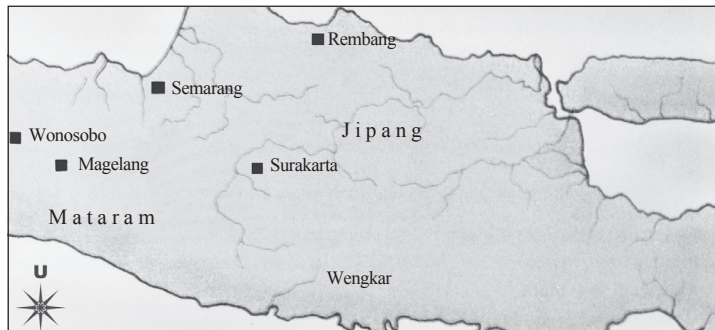 Rembang
Semarang
Jipang
Wonosobo
Magelang
Surakarta
Mataram
Wengkar
U